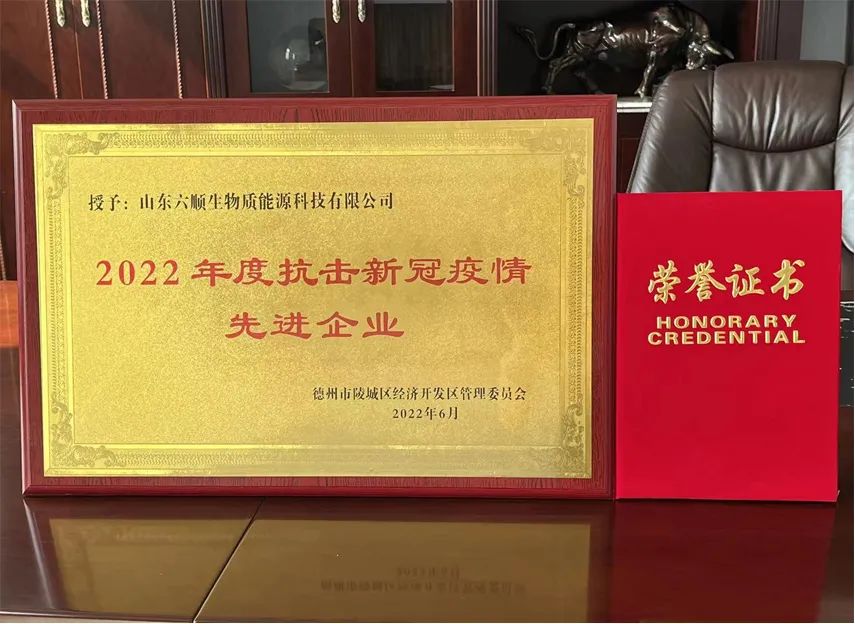 授予：山东六顺生物质能源科技有限公司
2022年度抗击新冠疫情
先进企业
德州市陵城区经济开发区管理委员会
2022年6月
荣誉证书
HONORARY
CREDENTIAL